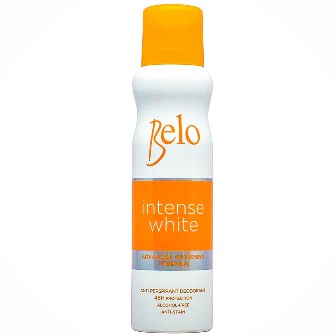 Belo
intense
white
ANTIPERSPIRANT DEODORANT
48H PROTECTION
ALCOHOL-FREE
ANTI-STAIN